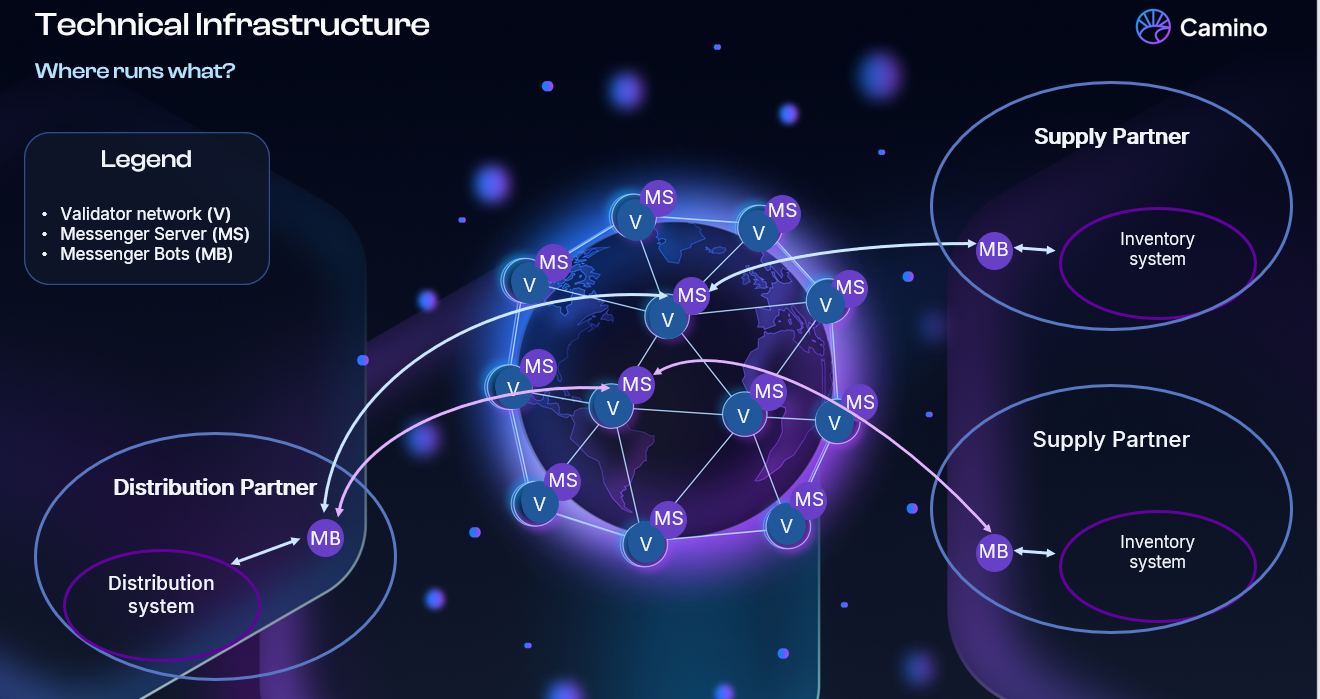 Technical Infrastructure
Camino
Where runs what?
Legend
• Validator network (V)
• Messenger Server (MS)
• Messenger Bots (MB)
Supply Partner
MB
Inventory
system
MS
V
MS
V
MS
V
MS
V
MS
V
MS
V
MS
V
MS
V
MS
V
MS
V
MS
V
MS
V
Supply Partner
MB
Inventory
system
Distribution Partner
MB
Distribution
system